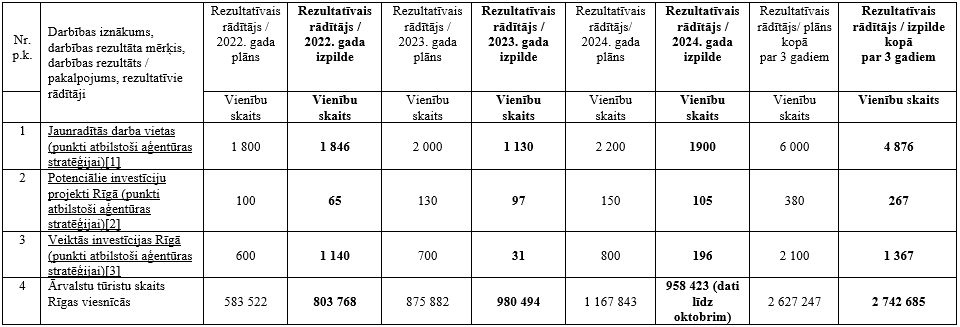 Nr.
p.k.
Darbības iznākums,
darbības rezultāta mērķis,
darbības rezultāts /
pakalpojums, rezultatīvie
rādītāji
Rezultatīvais
rādītājs /
2022. gada
plāns
Rezultatīvais
rādītājs /
2022. gada
izpilde
Rezultatīvais
rādītājs /
2023. gada
plāns
Rezultatīvais
rādītājs /
2023. gada
izpilde
Rezultatīvais
rādītājs/
2024. gada
plāns
Rezultatīvais
rādītājs /
2024. gada
izpilde
Rezultatīvais
rādītājs/ plāns
kopā
par 3 gadiem
Rezultatīvais
rādītājs / izpilde
kopā
par 3 gadiem
Vienību
skaits
Vienību
skaits
Vienību
skaits
Vienību
skaits
Vienību
skaits
Vienību
skaits
Vienību
skaits
Vienību skaits
1
Jaunradītās darba vietas
(punkti atbilstoši aģentūras
stratēģijai)[1]
1 800
1 846
2 000
1 130
2 200
1900
6 000
4 876
2
Potenciālie investīciju
projekti Rīgā (punkti
atbilstoši aģentūras
stratēģijai)[2]
100
65
130
97
150
105
380
267
3
Veiktās investīcijas Rīgā
(punkti atbilstoši aģentūras
stratēģijai)[3]
600
1 140
700
31
800
196
2 100
1 367
4
Ārvalstu tūristu skaits
Rīgas viesnīcās
583 522
803 768
875 882
980 494
1 167 843
958 423 (dati
līdz
oktobrim)
2 627 247
2 742 685